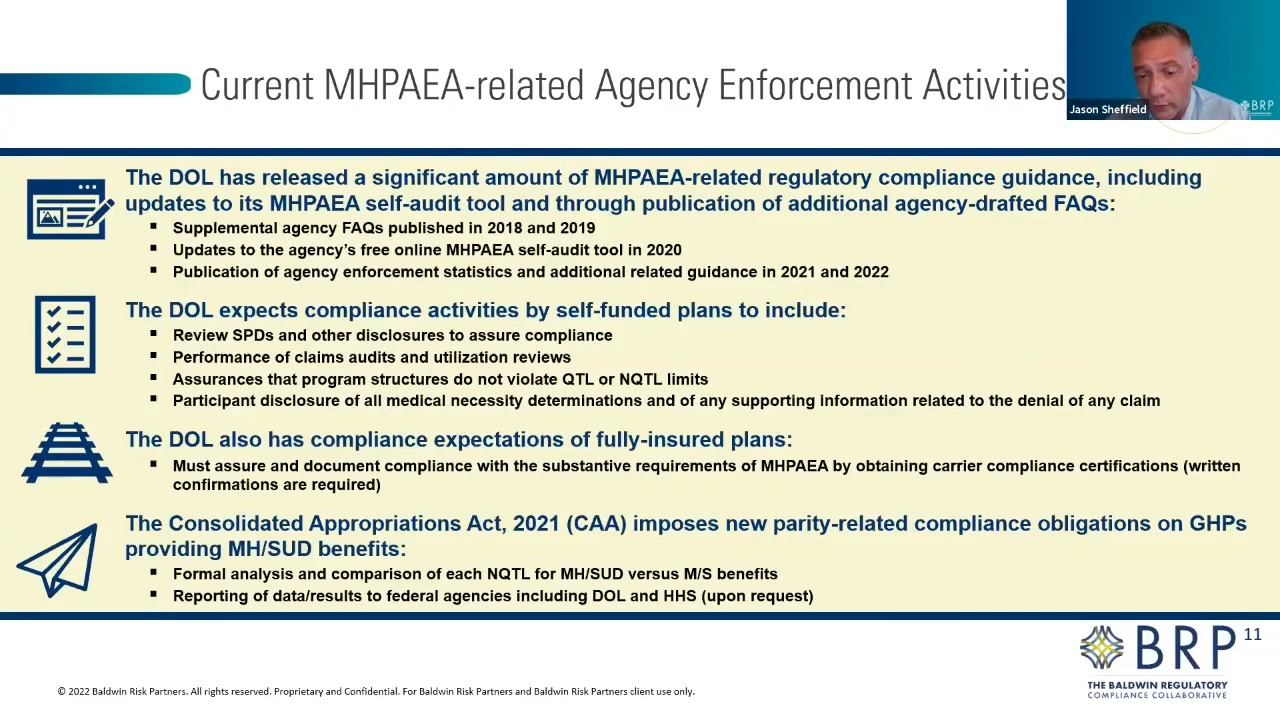 Current MHPAEA-related Agency Enforcement Activities
Jason Sheffield
BRP
The DOL has released a significant amount of MHPAEA-related regulatory compliance guidance, including
updates to its MHPAEA self-audit tool and through publication of additional agency-drafted FAQs:
▪ Supplemental agency FAQs published in 2018 and 2019
▪ Updates to the agency’s free online MHPAEA self-audit tool in 2020
▪ Publication of agency enforcement statistics and additional related guidance in 2021 and 2022
The DOL expects compliance activities by self-funded plans to include:
▪ Review SPDs and other disclosures to assure compliance
▪ Performance of claims audits and utilization reviews
▪ Assurances that program structures do not violate QTL or NQTL limits
▪ Participant disclosure of all medical necessity determinations and of any supporting information related to the denial of any claim
The DOL also has compliance expectations of fully-insured plans:
▪ Must assure and document compliance with the substantive requirements of MHPAEA by obtaining carrier compliance certifications (written
confirmations are required)
The Consolidated Appropriations Act, 2021 (CAA) imposes new parity-related compliance obligations on GHPs
providing MH/SUD benefits:
▪ Formal analysis and comparison of each NQTL for MH/SUD versus M/S benefits
▪ Reporting of data/results to federal agencies including DOL and HHS (upon request)
BRP
11
THE BALDWIN REGULATORY
COMPLIANCE COLLABORATIVE
© 2022 Baldwin Risk Partners. All rights reserved. Proprietary and Confidential. For Baldwin Risk Partners and Baldwin Risk Partners client use only.